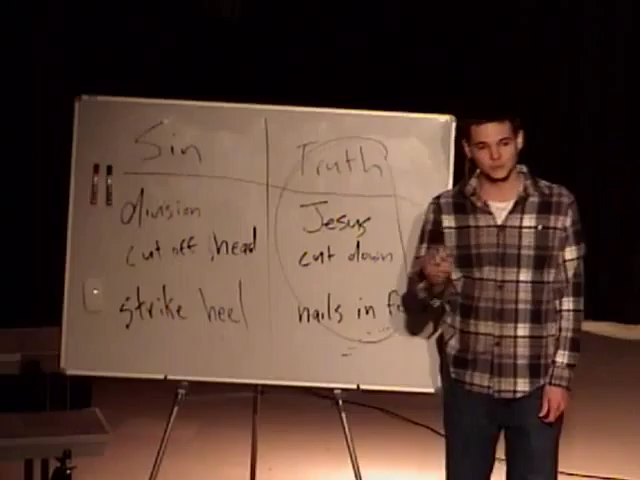 Sin
Truth
division
Jesus
cut off head
cut down
strike heel
nails in